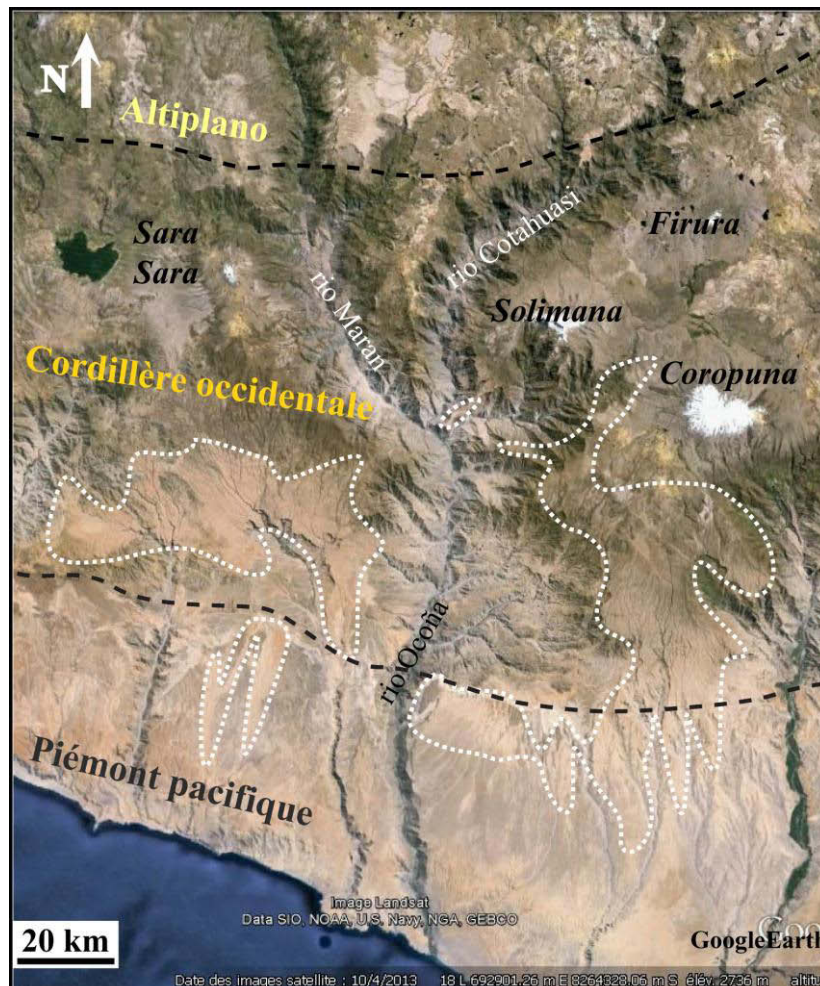 N
Altiplano
Sara
Sara
rio Maran
rio Cotahuasi
Firura
Solimana
Coropuna
Cordillère occidentale
rio Ocoña
Piémont pacifique
Image Landsat
Data SIO, NOAA, U.S. Navy, NGA, GEBCO
20 km
Goo
GoogleEarth
Date des images satellite : 10/4/2013 18 L 692901.26 m E 8264328.06 m S élév. 2736 m altitu